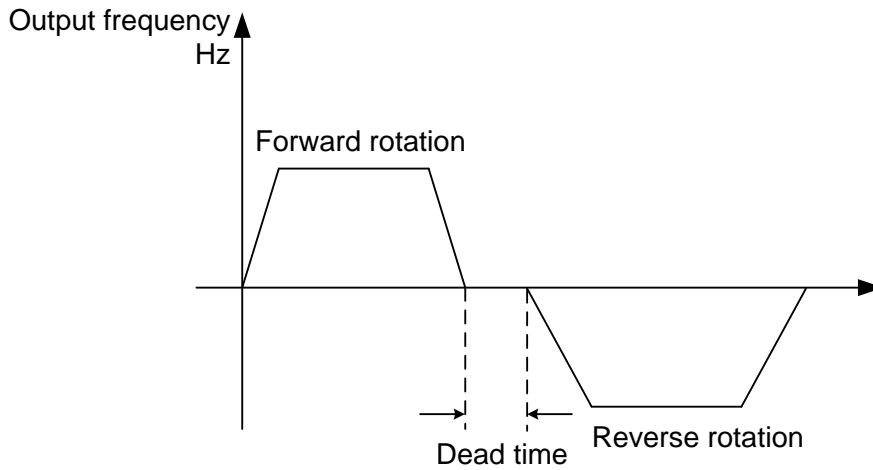 Output frequency
Hz
Forward rotation
Dead time
Reverse rotation